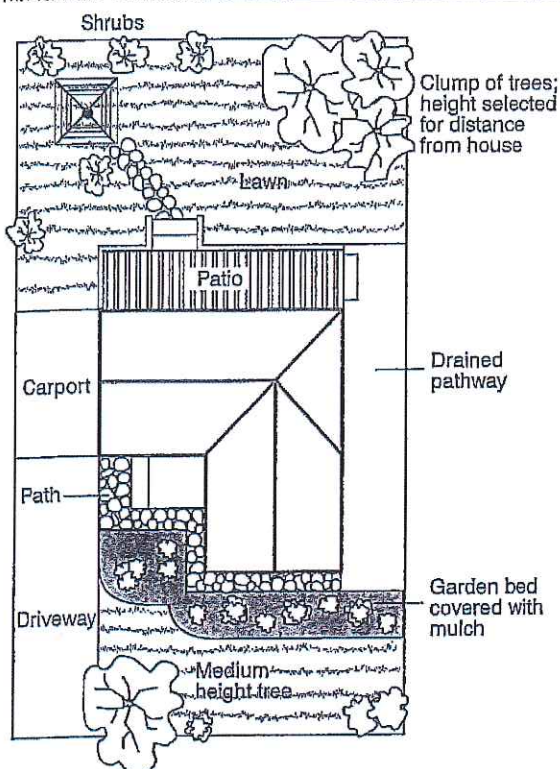 Shrubs
Clump of trees;
height selected
for distance
from house
Lawn
Patio
Carport
Drained
pathway
Path
Driveway
Garden bed
covered with
mulch
Medium
height tree